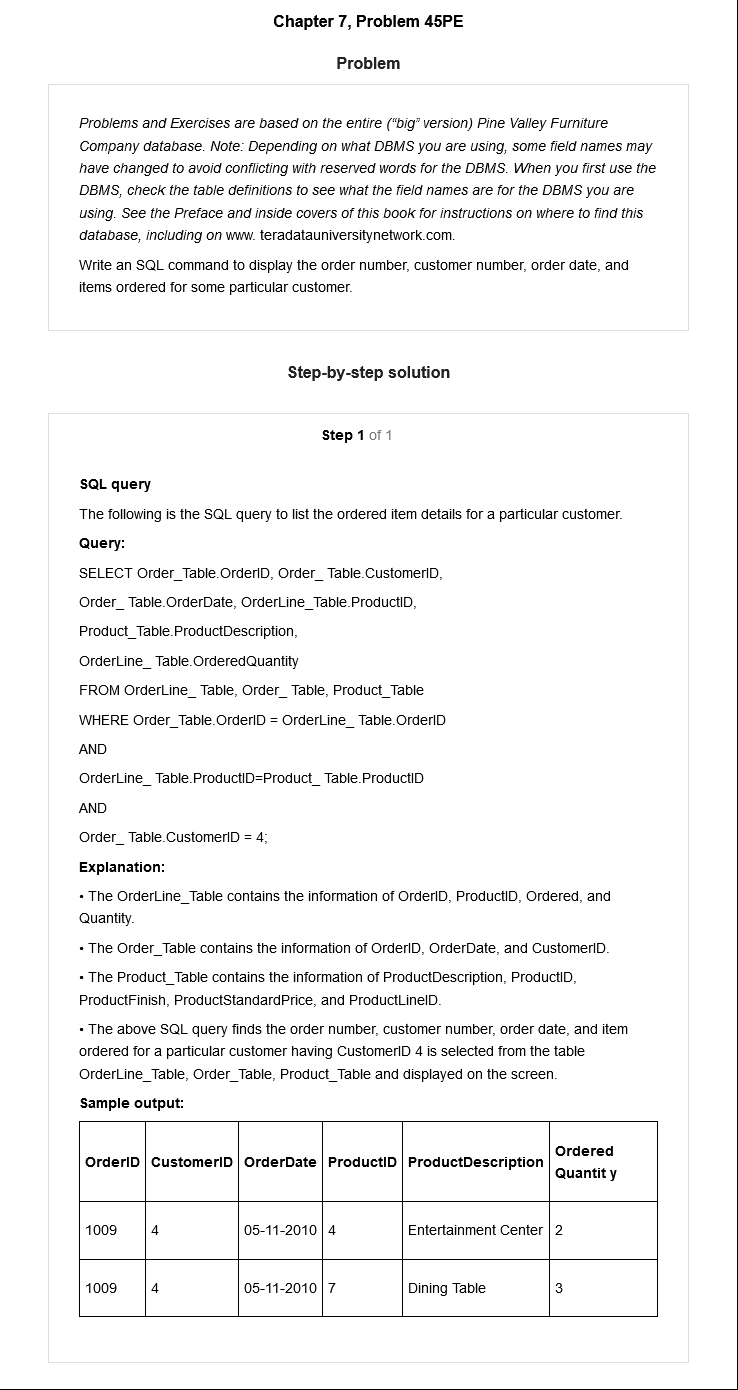 Chapter 7, Problem 45PE
Problem
Problems and Exercises are based on the entire (“big” version) Pine Valley Furniture
Company database. Note: Depending on what DBMS you are using, some field names may
have changed to avoid conflicting with reserved words for the DBMS. When you first use the
DBMS, check the table definitions to see what the field names are for the DBMS you are
using. See the Preface and inside covers of this book for instructions on where to find this
database, including on www. teradatauniversitynetwork.com.
Write an SQL command to display the order number, customer number, order date, and
items ordered for some particular customer.
Step-by-step solution
Step 1 of 1
SQL query
The following is the SQL query to list the ordered item details for a particular customer.
Query:
SELECT Order_Table.OrderID, Order_ Table.CustomerID,
Order_ Table.OrderDate, OrderLine_Table.ProductID,
Product_Table.ProductDescription,
OrderLine_ Table.OrderedQuantity
FROM OrderLine_ Table, Order_ Table, Product_Table
WHERE Order_Table.OrderID = OrderLine_ Table.OrderID
AND
OrderLine_ Table.ProductID=Product_ Table.ProductID
AND
Order_ Table.CustomerID = 4;
Explanation:
• The OrderLine_Table contains the information of OrderID, ProductID, Ordered, and
Quantity.
• The Order_Table contains the information of OrderID, OrderDate, and CustomerID.
• The Product_Table contains the information of ProductDescription, ProductID,
ProductFinish, ProductStandardPrice, and ProductLineID.
• The above SQL query finds the order number, customer number, order date, and item
ordered for a particular customer having CustomerID 4 is selected from the table
OrderLine_Table, Order_Table, Product_Table and displayed on the screen.
Sample output:
OrderID CustomerID OrderDate ProductID ProductDescription Ordered
Quantit y
1009 4 05-11-2010 4 Entertainment Center 2
1009 4 05-11-2010 7 Dining Table 3